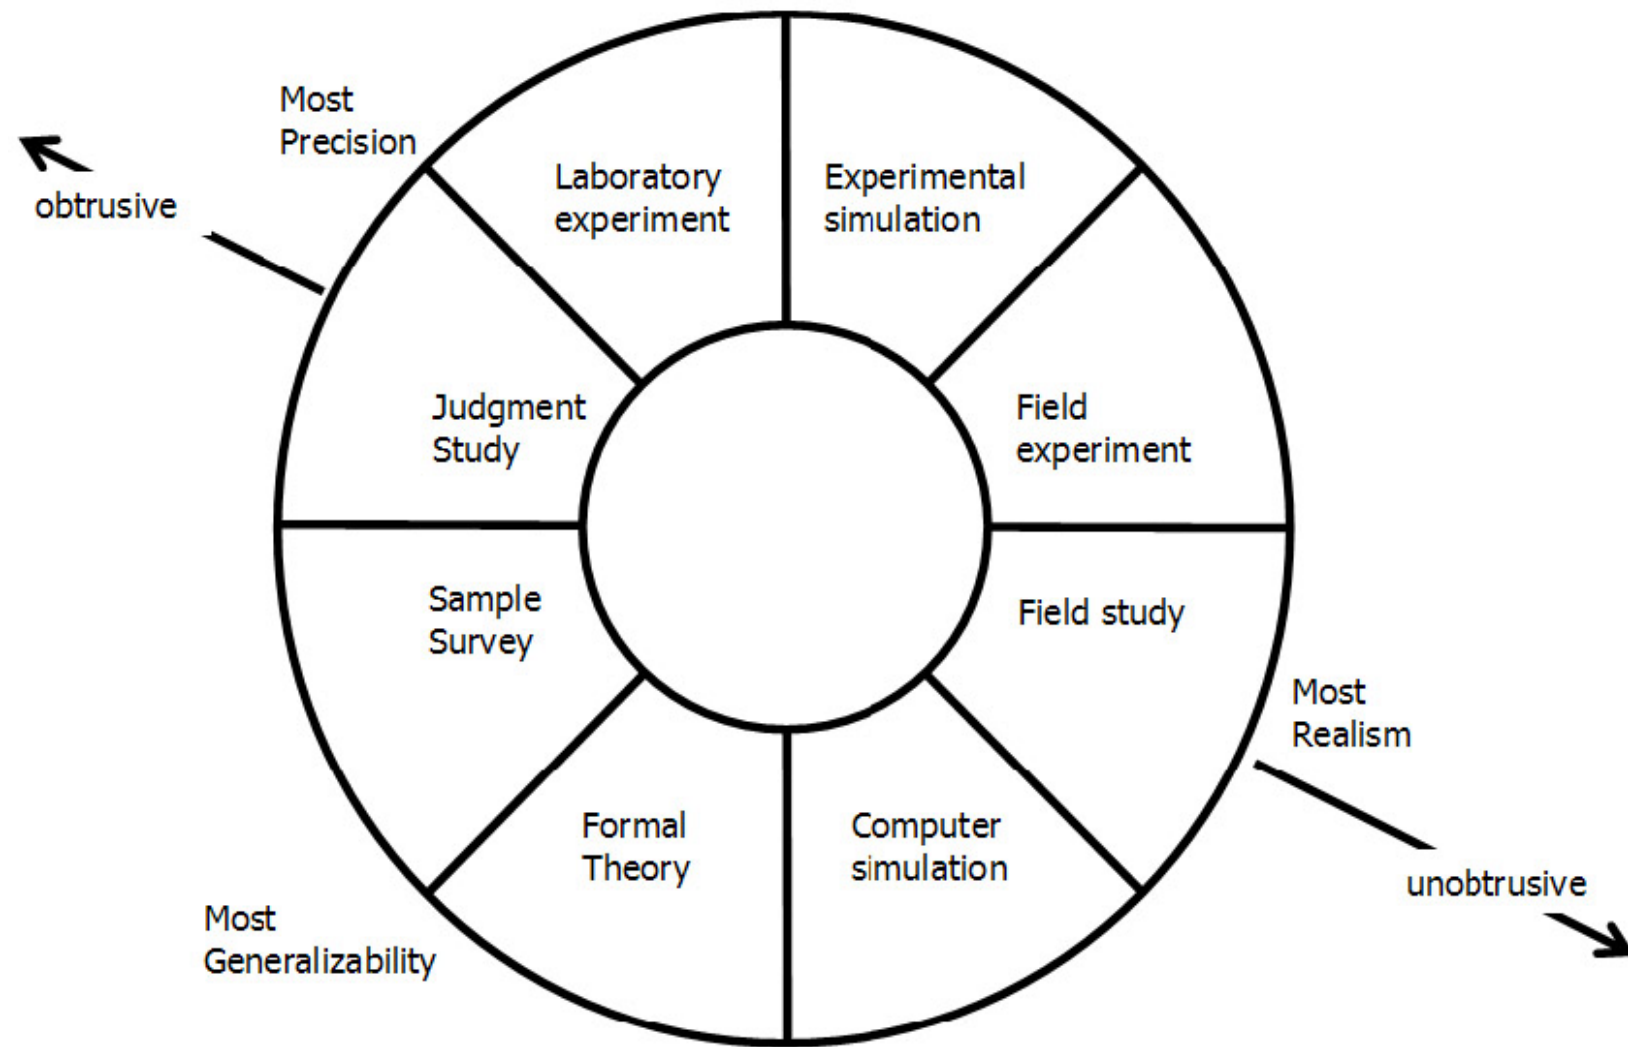 Most
Precision
obtrusive
Laboratory
experiment
Experimental
simulation
Judgment
Study
Field
experiment
Sample
Survey
Field study
Most
Realism
Formal
Theory
Computer
simulation
unobtrusive
Most
Generalizability